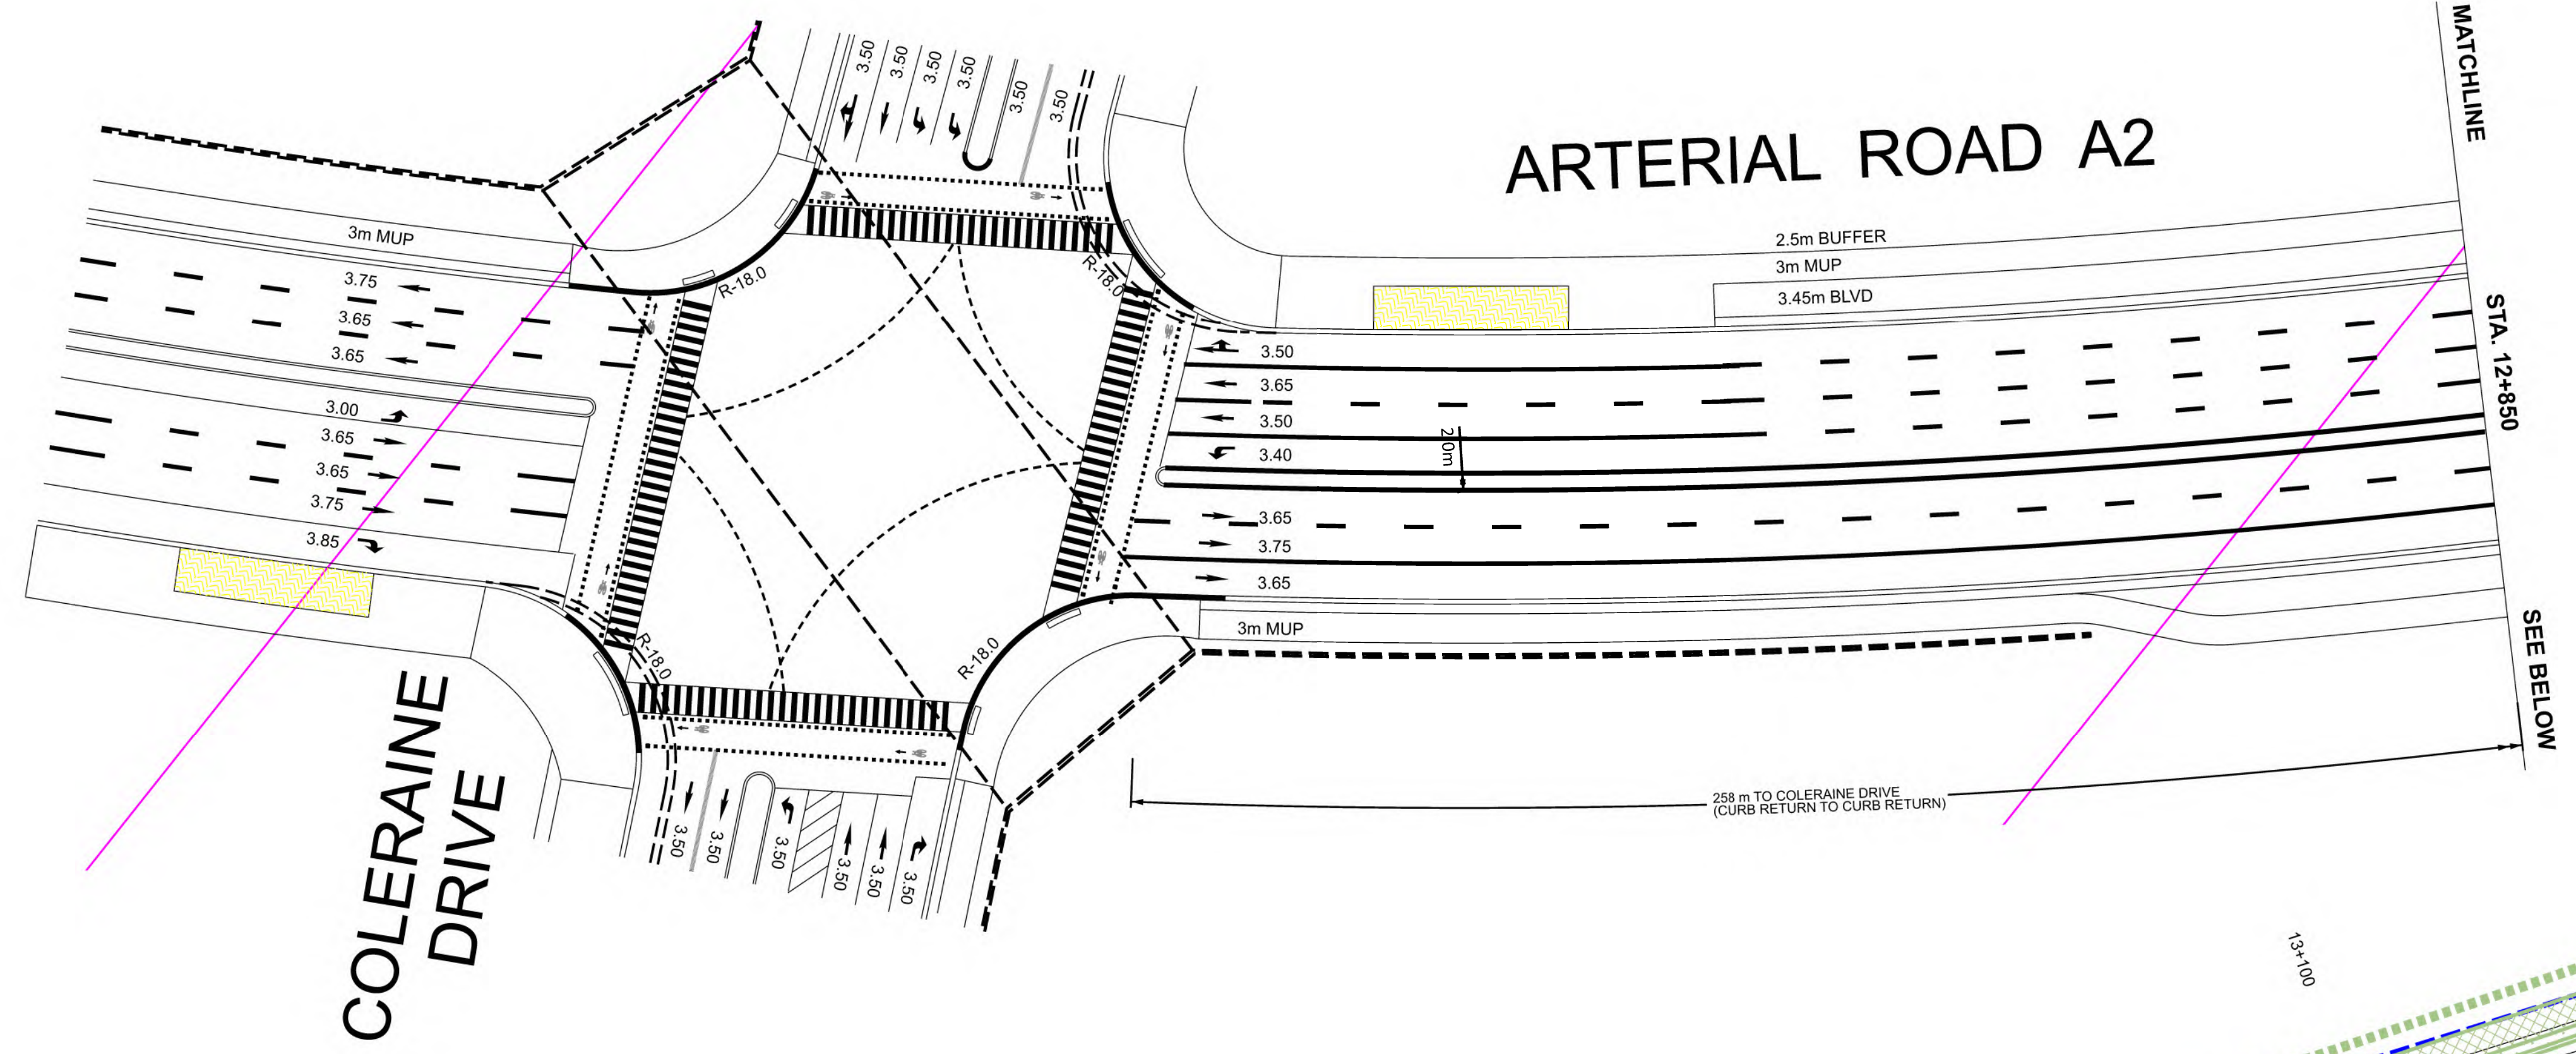 MATCHLINE
3.50
3.50
3.50
3.50
3.50
3.50
ARTERIAL ROAD A2
3m MUP
2.5m BUFFER
3m MUP
3.45m BLVD
R-18.0
R-18.0
3.75
3.65
3.65
3.00
3.65
3.65
3.75
3.85
3.50
3.65
3.50
3.40
2.0m
3.65
3.75
3.65
STA. 12+850
3m MUP
R-18.0
R-18.0
SEE BELOW
COLERAINE
DRIVE
258 m TO COLERAINE DRIVE
(CURB RETURN TO CURB RETURN)
3.50
3.50
3.50
3.50
3.50
3.50
13+100